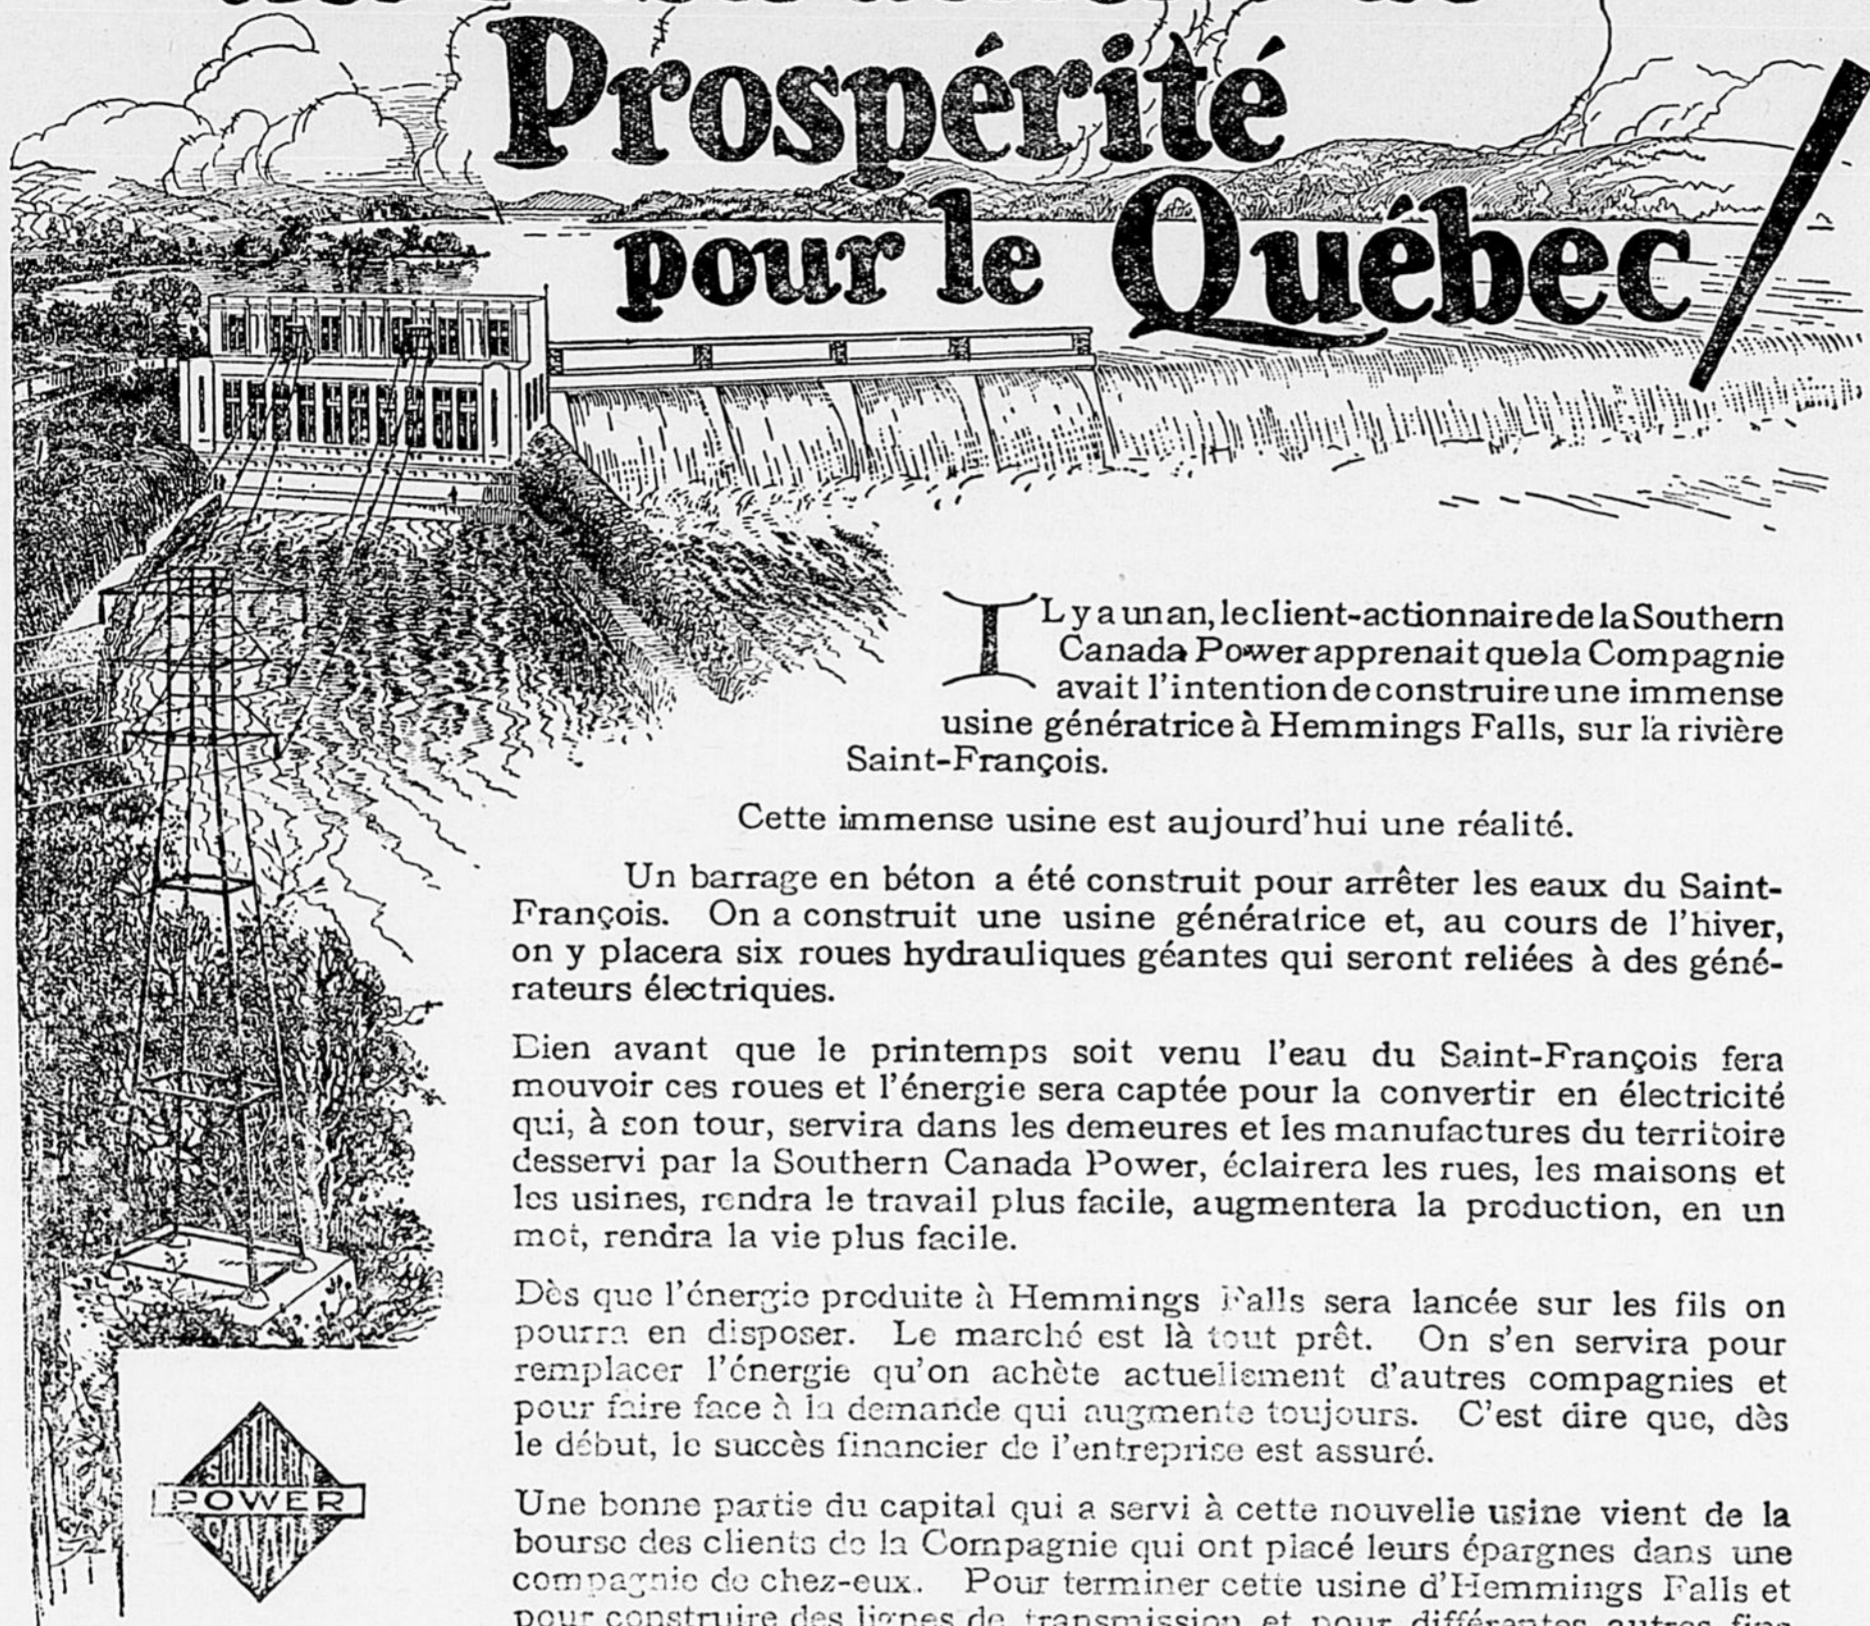 Prospérité
pour le Québec/
IL y a un an, le client-actionnaire de la Southern
Canada Power apprenait que la Compagnie
avait l'intention de construire une immense
usine génératrice à Hemmings Falls, sur la rivière
Saint-François.
Cette immense usine est aujourd'hui une réalité.
Un barrage en béton a été construit pour arrêter les eaux du Saint-
François. On a construit une usine génératrice et, au cours de l'hiver,
on y placera six roues hydrauliques géantes qui seront reliées à des géné-
rateurs électriques.
Bien avant que le printemps soit venu l'eau du Saint-François fera
mouvoir ces roues et l'énergie sera captée pour la convertir en électricité
qui, à son tour, servira dans les demeures et les manufactures du territoire
desservi par la Southern Canada Power, éclairera les rues, les maisons et
les usines, rendra le travail plus facile, augmentera la production, en un
mot, rendra la vie plus facile.
Dès que l'énergie produite à Hemmings Falls sera lancée sur les fils on
pourra en disposer. Le marché est là tout prêt. On s'en servira pour
remplacer l'énergie qu'on achète actuellement d'autres compagnies et
pour faire face à la demande qui augmente toujours. C'est dire que, dès
le début, le succès financier de l'entreprise est assuré.
SOUTHERN
POWER
CANADA
Une bonne partie du capital qui a servi à cette nouvelle usine vient de la
bourse des clients de la Compagnie qui ont placé leurs épargnes dans une
compagnie de chez-eux. Pour terminer cette usine d'Hemmings Falls et
pour construire des lignes de transmission et pour différentes autres fins